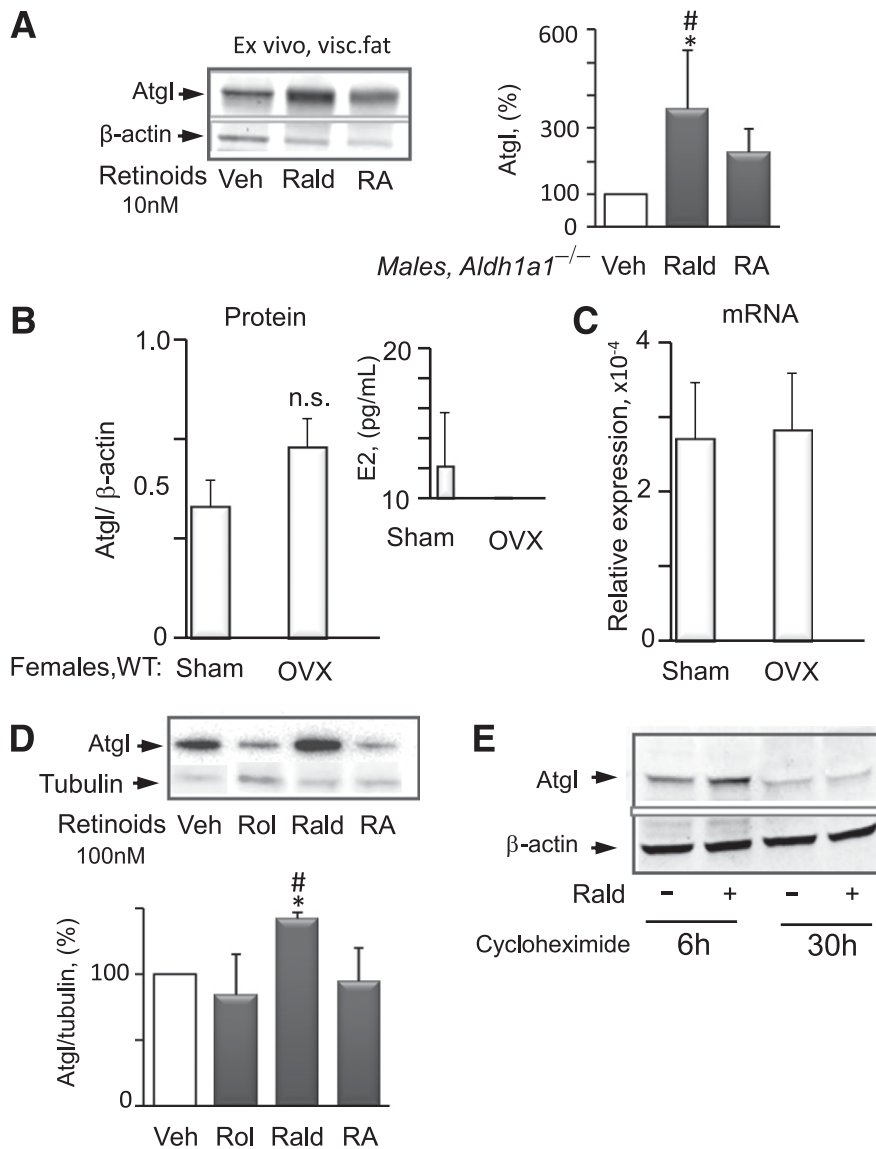 A
Ex vivo, visc.fat
Atgl
β-actin
Retinoids Veh Rald RA
10nM
Atgl, (%)
600
300
100
0
#
*
Males, Aldh1a1−/− Veh Rald RA
B
Protein
Atgl/ β-actin
1.0
0.5
0
n.s.
Females,WT: Sham OVX
E2, (pg/mL)
20
10
Sham OVX
C
mRNA
Relative expression, x10-4
4
2
0
Sham OVX
D
Atgl
Tubulin
Retinoids Veh Rol Rald RA
100nM
Atgl/tubulin, (%)
100
0
#
*
Veh Rol Rald RA
E
Atgl
β-actin
Rald − + − +
Cycloheximide 6h 30h